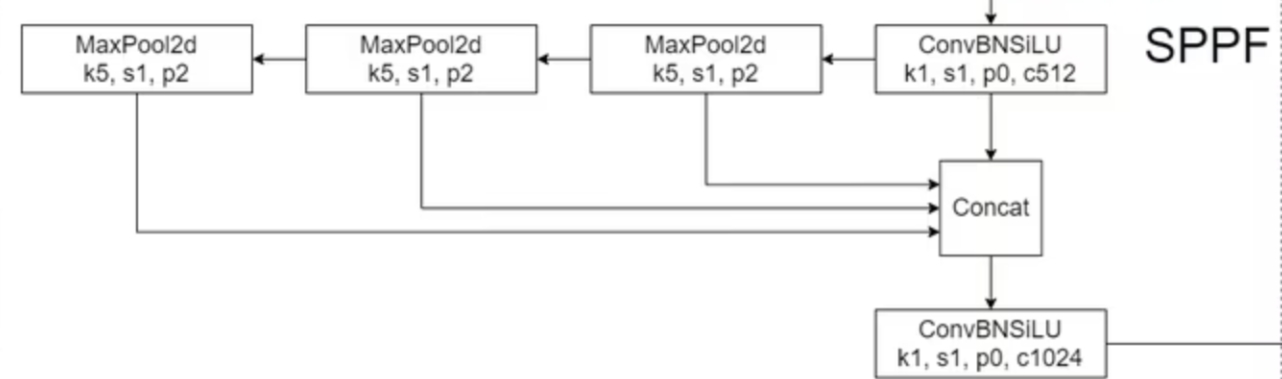 MaxPool2d
k5, s1, p2
MaxPool2d
k5, s1, p2
MaxPool2d
k5, s1, p2
ConvBNSiLU
k1, s1, p0, c512
SPPF
Concat
ConvBNSiLU
k1, s1, p0, c1024